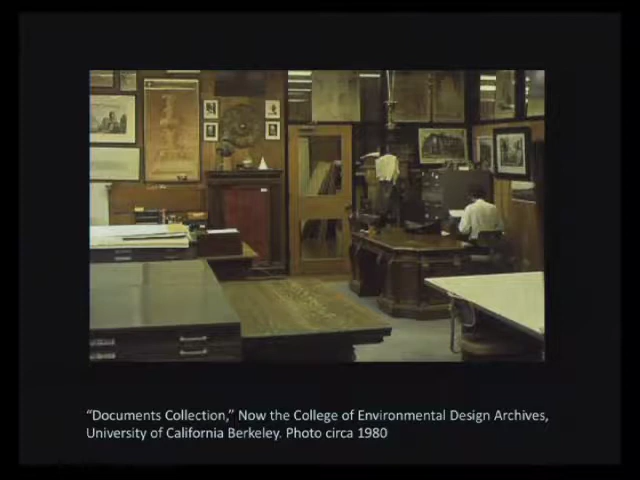 “Documents Collection,” Now the College of Environmental Design Archives,
University of California Berkeley. Photo circa 1980